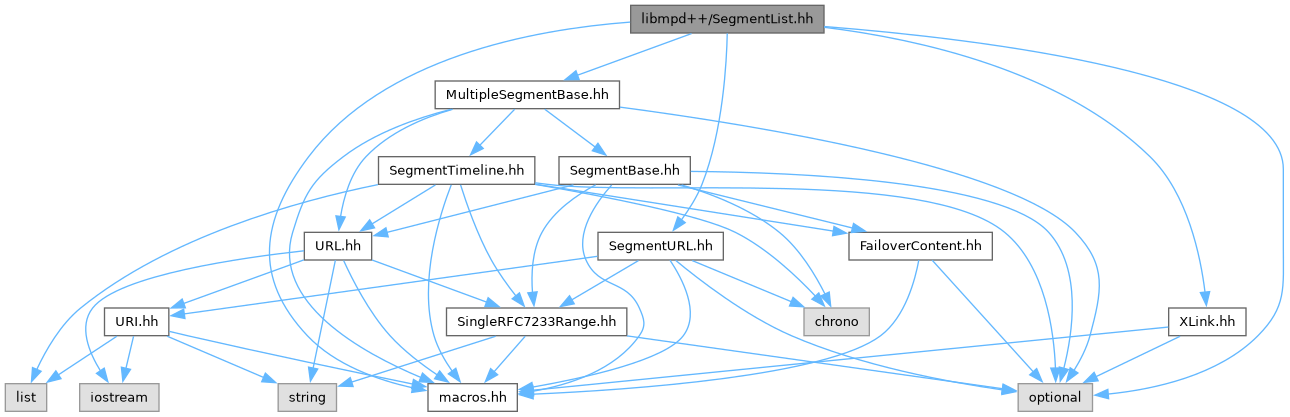 libmpd++/SegmentList.hh
MultipleSegmentBase.hh
SegmentTimeline.hh
SegmentBase.hh
URL.hh
SegmentURL.hh
FailoverContent.hh
URI.hh
SingleRFC7233Range.hh
chrono
XLink.hh
list
iostream
string
macros.hh
optional